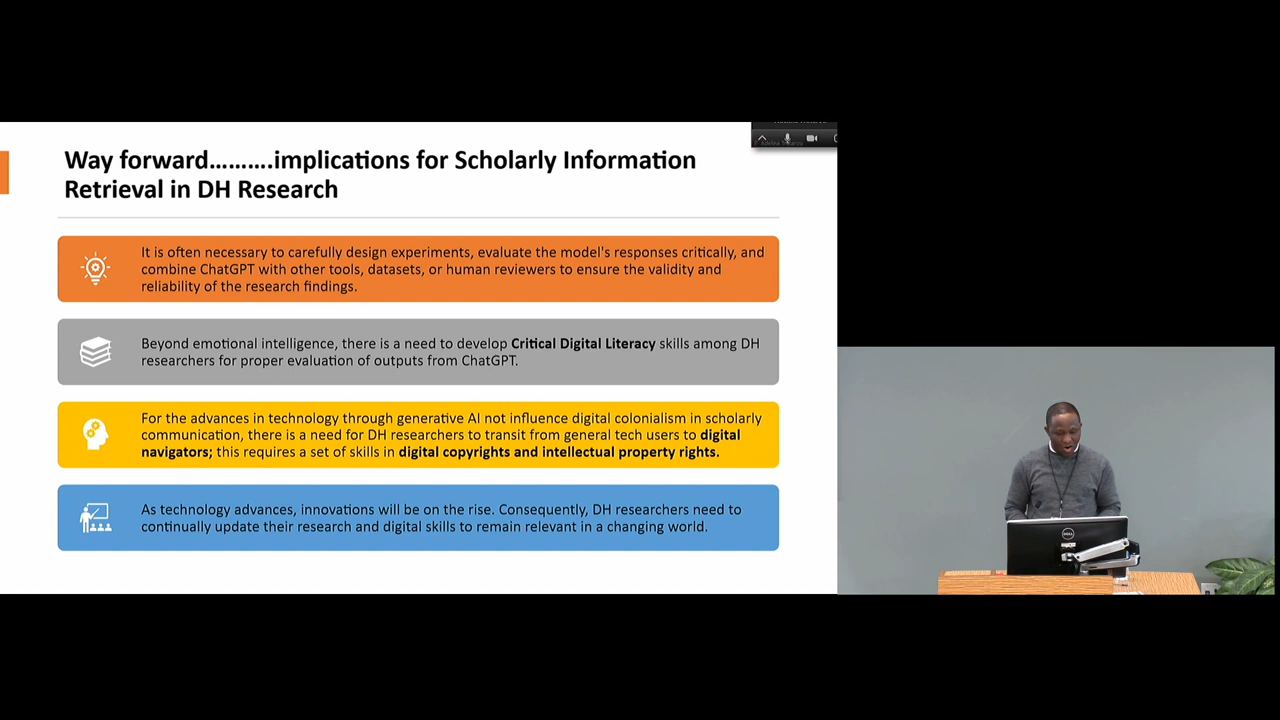 Way forward……….implications for Scholarly Information
Retrieval in DH Research
It is often necessary to carefully design experiments, evaluate the model's responses critically, and
combine ChatGPT with other tools, datasets, or human reviewers to ensure the validity and
reliability of the research findings.
Beyond emotional intelligence, there is a need to develop Critical Digital Literacy skills among DH
researchers for proper evaluation of outputs from ChatGPT.
For the advances in technology through generative AI not influence digital colonialism in scholarly
communication, there is a need for DH researchers to transit from general tech users to digital
navigators; this requires a set of skills in digital copyrights and intellectual property rights.
As technology advances, innovations will be on the rise. Consequently, DH researchers need to
continually update their research and digital skills to remain relevant in a changing world.
DELL